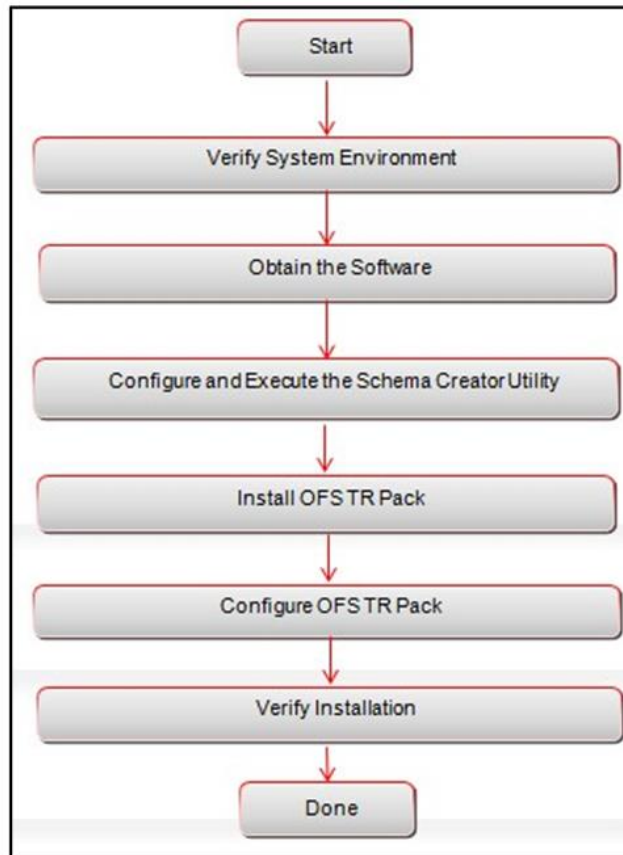 Start
Verify System Environment
Obtain the Software
Configure and Execute the Schema Creator Utility
Install OFS TR Pack
Configure OFS TR Pack
Verify Installation
Done